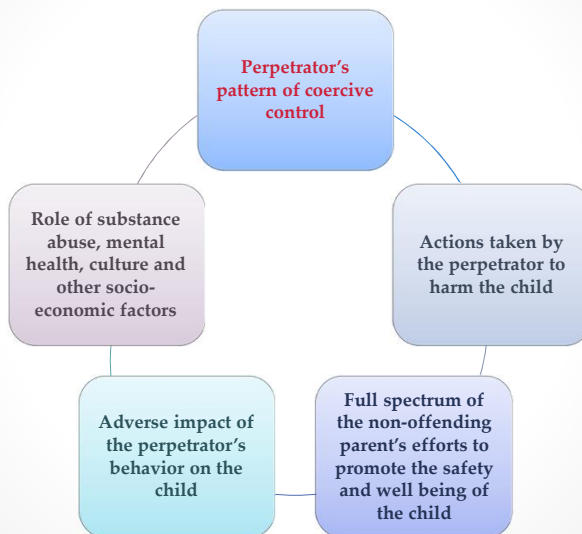 Perpetrator's
pattern of coercive
control
Actions taken by
the perpetrator to
harm the child
Full spectrum of
the non-offending
parent's efforts to
promote the safety
and well being of
the child
Adverse impact of
the perpetrator's
behavior on the
child
Role of substance
abuse, mental
health, culture and
other socio-
economic factors